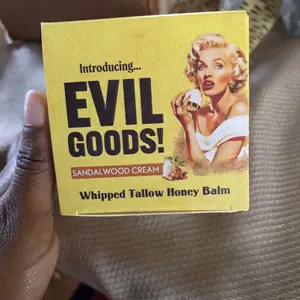 Introducing...
EVIL
GOODS!
SANDALWOOD CREAM
Whipped Tallow Honey Balm